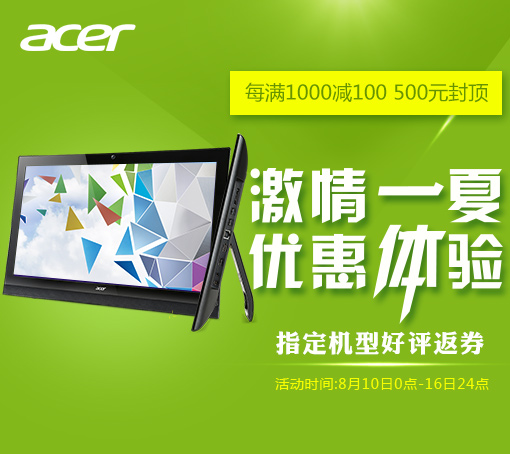 acer
每满1000减100 500元封顶
激情一夏
优惠体验
指定机型好评返券
活动时间:8月10日0点-16日24点
acer